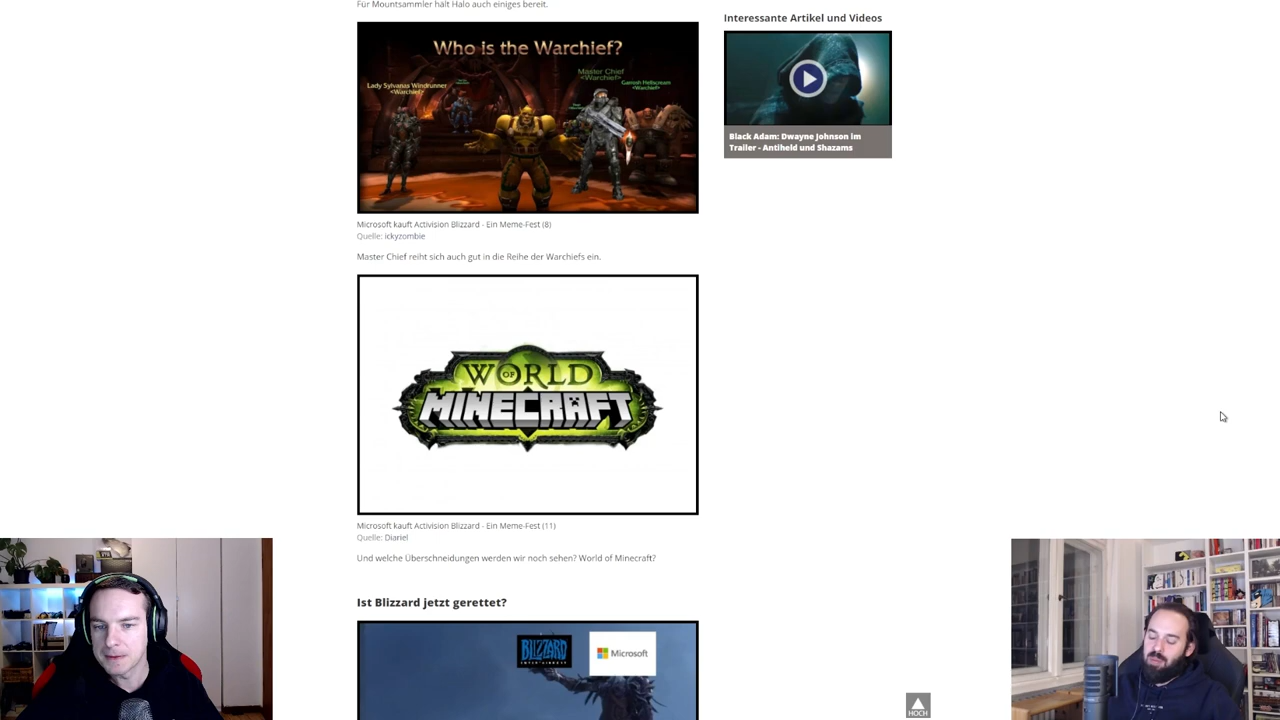 Für Mountsammler hält Halo auch einiges bereit.
Who is the Warchief?
Lady Sylvanas Windrunner
<Warchief>
Master Chief
<Warchief>
Garrosh Hellscream
<Warchief>
Microsoft kauft Activision Blizzard - Ein Meme-Fest (8)
Quelle: ickyzombie
Master Chief reiht sich auch gut in die Reihe der Warchiefs ein.
WORLD
OF
MINECRAFT
Microsoft kauft Activision Blizzard - Ein Meme-Fest (11)
Quelle: Diariel
Und welche Überschneidungen werden wir noch sehen? World of Minecraft?
Ist Blizzard jetzt gerettet?
BLIZZARD
ENTERTAINMENT
Microsoft
Interessante Artikel und Videos
Black Adam: Dwayne Johnson im
Trailer - Antiheld und Shazams
HOCH